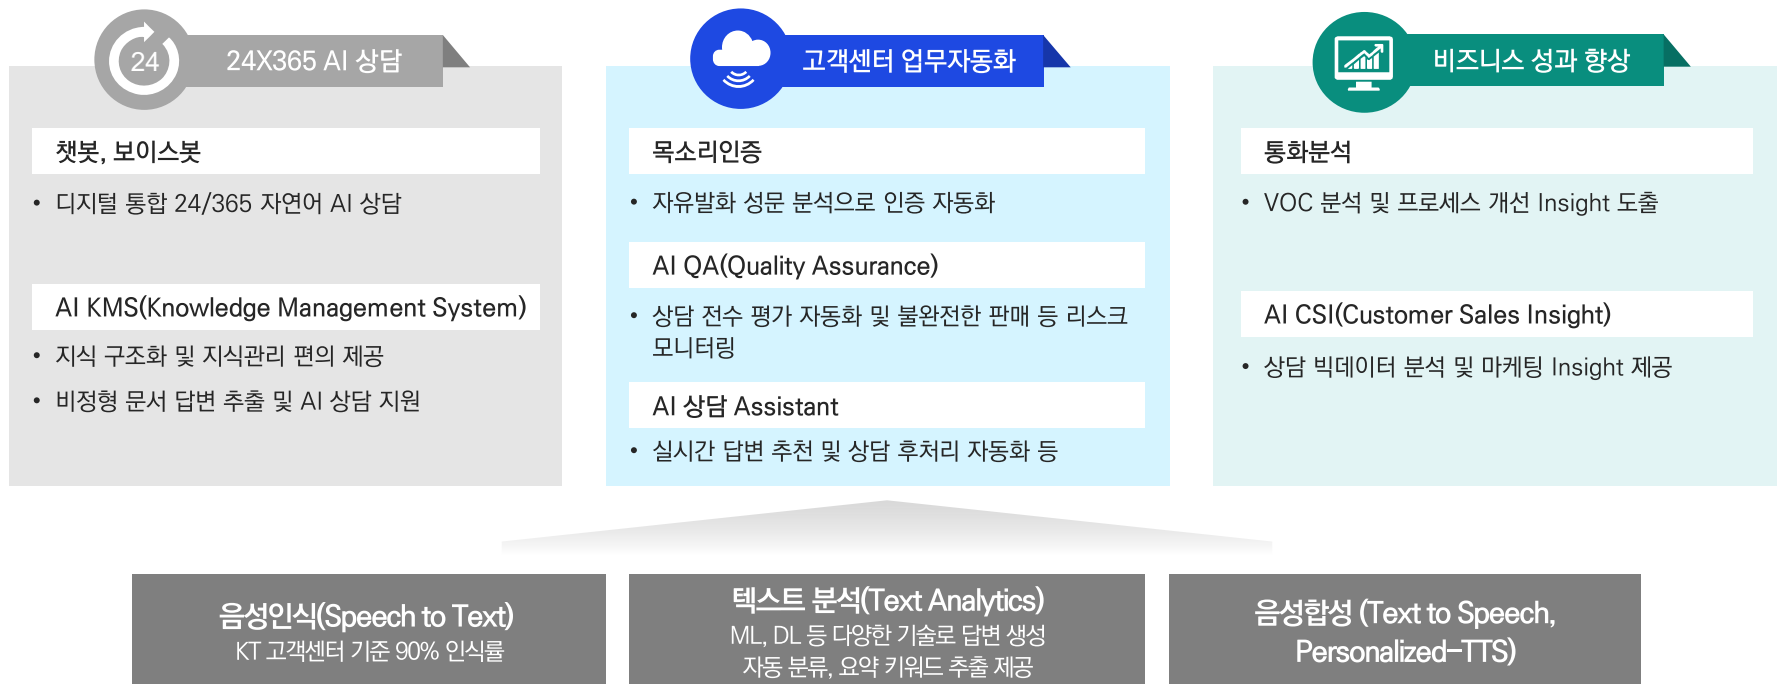 24
24X365 AI 상담
챗봇, 보이스봇
• 디지털 통합 24/365 자연어 AI 상담
AI KMS(Knowledge Management System)
• 지식 구조화 및 지식관리 편의 제공
• 비정형 문서 답변 추출 및 AI 상담 지원
고객센터 업무자동화
목소리인증
• 자유발화 성문 분석으로 인증 자동화
AI QA(Quality Assurance)
• 상담 전수 평가 자동화 및 불완전한 판매 등 리스크
모니터링
AI 상담 Assistant
• 실시간 답변 추천 및 상담 후처리 자동화 등
비즈니스 성과 향상
통화분석
• VOC 분석 및 프로세스 개선 Insight 도출
AI CSI(Customer Sales Insight)
• 상담 빅데이터 분석 및 마케팅 Insight 제공
음성인식(Speech to Text)
KT 고객센터 기준 90% 인식률
텍스트 분석(Text Analytics)
ML, DL 등 다양한 기술로 답변 생성
자동 분류, 요약 키워드 추출 제공
음성합성 (Text to Speech,
Personalized-TTS)